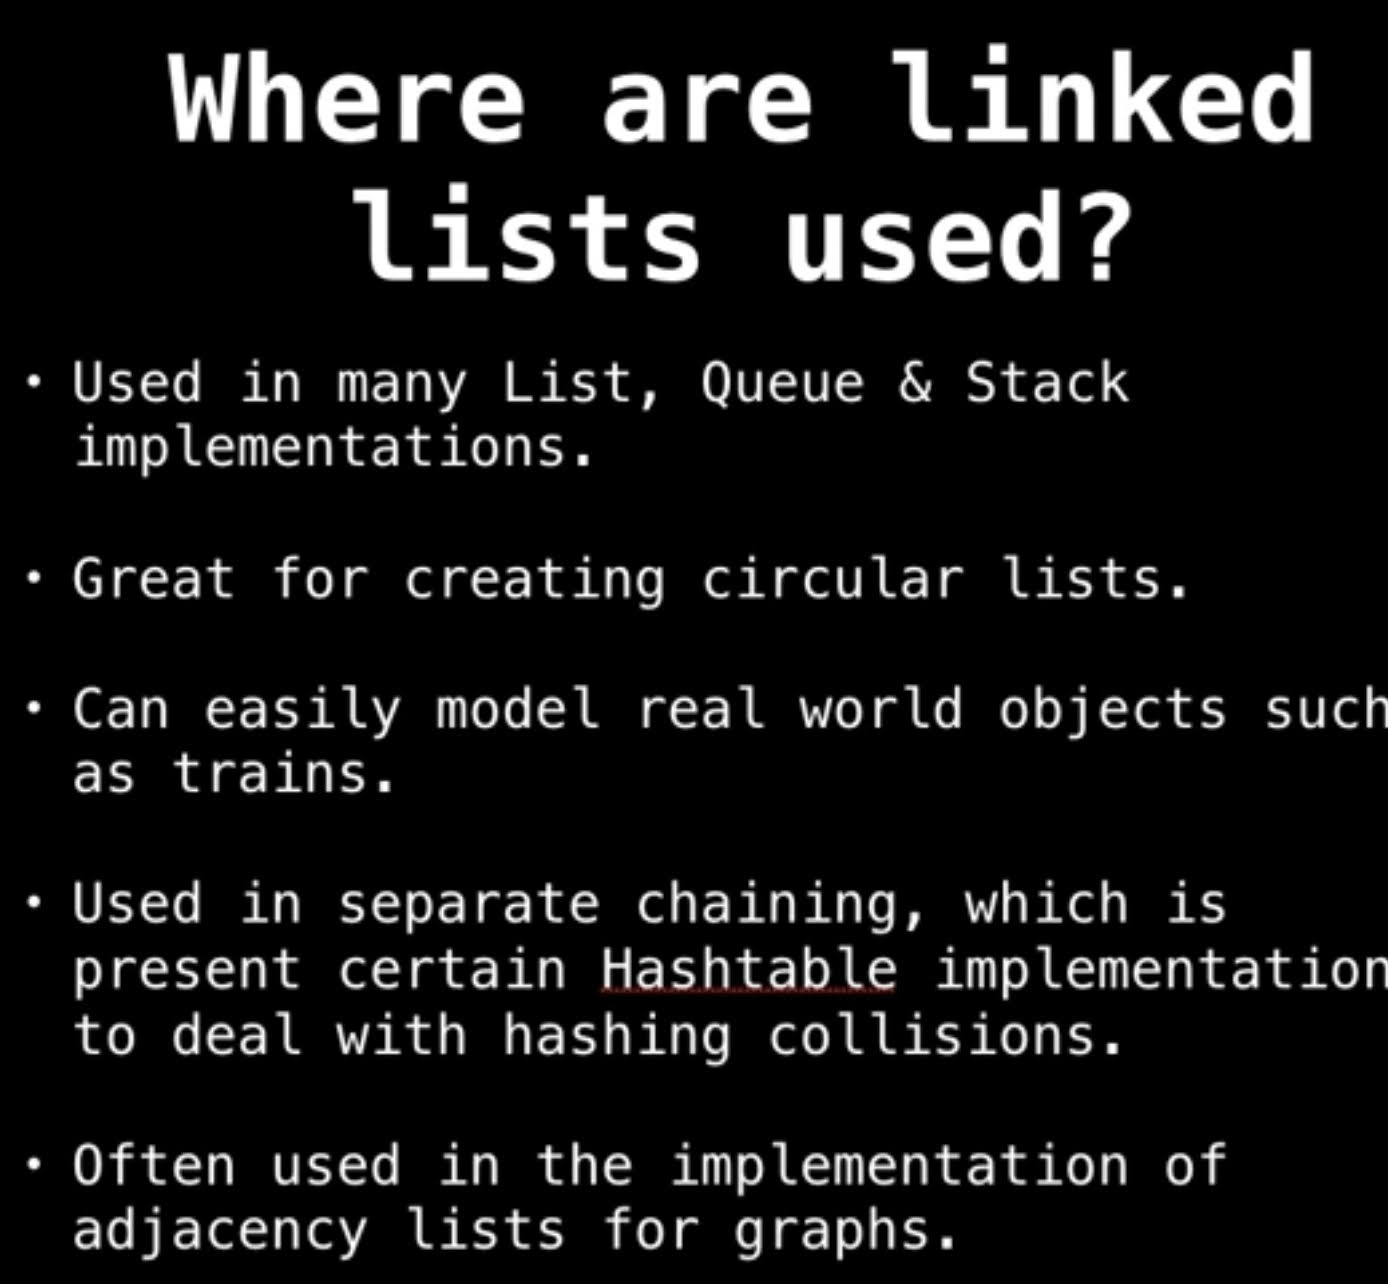 Where are linked
lists used?
• Used in many List, Queue & Stack
implementations.
• Great for creating circular lists.
• Can easily model real world objects such
as trains.
• Used in separate chaining, which is
present certain Hashtable implementation
to deal with hashing collisions.
• Often used in the implementation of
adjacency lists for graphs.